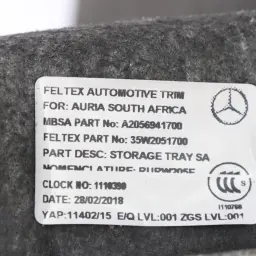 FELTEX AUTOMOTIVE TRIM
FOR: AURIA SOUTH AFRICA
MBSA PART No: A2056941700
FELTEX PART No: 35W2051700
PART DESC: STORAGE TRAY SA
NOMENCLATURE:
CLOCK NO: 1110390
DATE: 28/02/2018
YAP: 11402/15 E/Q LVL:001 ZGS LVL:001